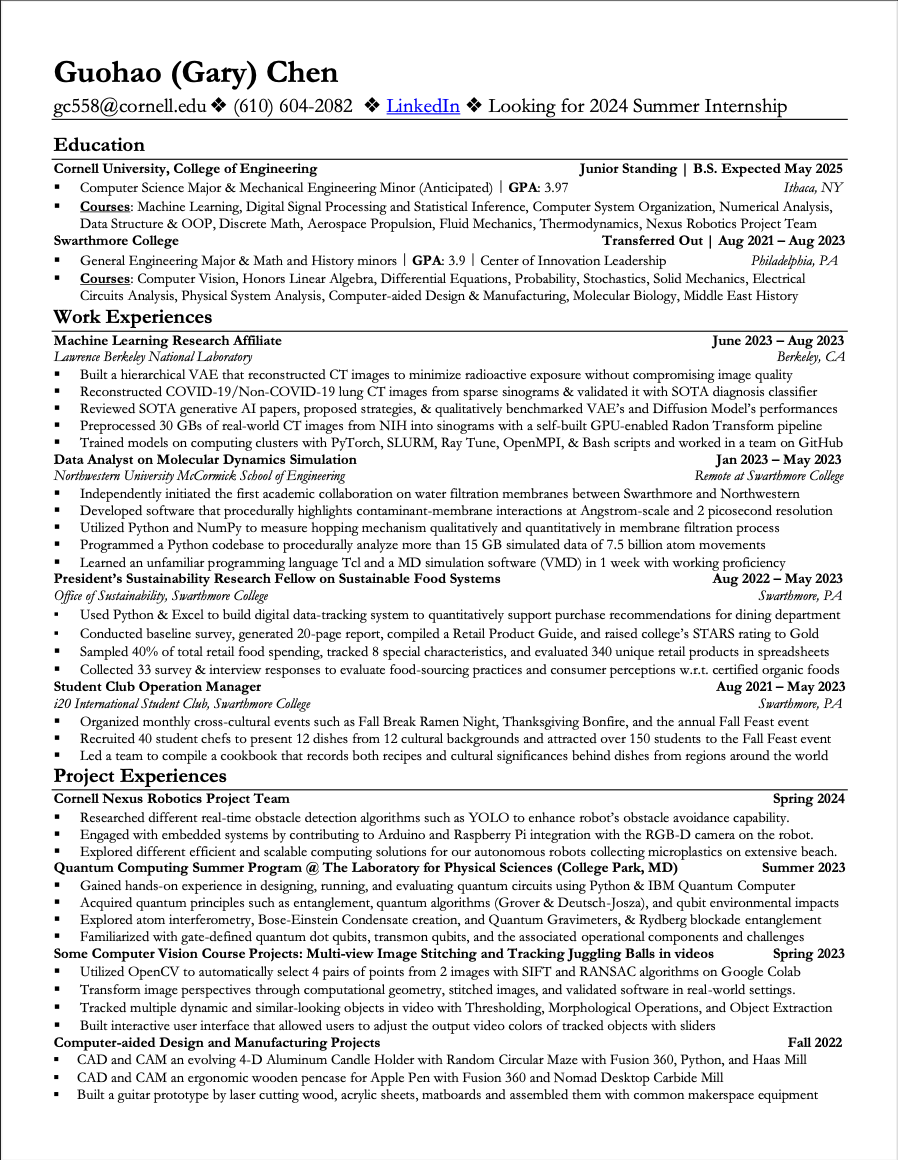 Guohao (Gary) Chen
gc558@cornell.edu ❖ (610) 604-2082 ❖ LinkedIn ❖ Looking for 2024 Summer Internship
Education
Cornell University, College of Engineering Junior Standing | B.S. Expected May 2025
▪ Computer Science Major & Mechanical Engineering Minor (Anticipated) | GPA: 3.97 Ithaca, NY
▪ Courses: Machine Learning, Digital Signal Processing and Statistical Inference, Computer System Organization, Numerical Analysis,
Data Structure & OOP, Discrete Math, Aerospace Propulsion, Fluid Mechanics, Thermodynamics, Nexus Robotics Project Team
Swarthmore College Transferred Out | Aug 2021 – Aug 2023
▪ General Engineering Major & Math and History minors | GPA: 3.9 | Center of Innovation Leadership Philadelphia, PA
▪ Courses: Computer Vision, Honors Linear Algebra, Differential Equations, Probability, Stochastics, Solid Mechanics, Electrical
Circuits Analysis, Physical System Analysis, Computer-aided Design & Manufacturing, Molecular Biology, Middle East History
Work Experiences
Machine Learning Research Affiliate June 2023 – Aug 2023
Lawrence Berkeley National Laboratory Berkeley, CA
▪ Built a hierarchical VAE that reconstructed CT images to minimize radioactive exposure without compromising image quality
▪ Reconstructed COVID-19/Non-COVID-19 lung CT images from sparse sinograms & validated it with SOTA diagnosis classifier
▪ Reviewed SOTA generative AI papers, proposed strategies, & qualitatively benchmarked VAE's and Diffusion Model's performances
▪ Preprocessed 30 GBs of real-world CT images from NIH into sinograms with a self-built GPU-enabled Radon Transform pipeline
▪ Trained models on computing clusters with PyTorch, SLURM, Ray Tune, OpenMPI, & Bash scripts and worked in a team on GitHub
Data Analyst on Molecular Dynamics Simulation Jan 2023 – May 2023
Northwestern University McCormick School of Engineering Remote at Swarthmore College
▪ Independently initiated the first academic collaboration on water filtration membranes between Swarthmore and Northwestern
▪ Developed software that procedurally highlights contaminant-membrane interactions at Angstrom-scale and 2 picosecond resolution
▪ Utilized Python and NumPy to measure hopping mechanism qualitatively and quantitatively in membrane filtration process
▪ Programmed a Python codebase to procedurally analyze more than 15 GB simulated data of 7.5 billion atom movements
▪ Learned an unfamiliar programming language Tcl and a MD simulation software (VMD) in 1 week with working proficiency
President's Sustainability Research Fellow on Sustainable Food Systems Aug 2022 – May 2023
Office of Sustainability, Swarthmore College Swarthmore, PA
▪ Used Python & Excel to build digital data-tracking system to quantitatively support purchase recommendations for dining department
▪ Conducted baseline survey, generated 20-page report, compiled a Retail Product Guide, and raised college's STARS rating to Gold
▪ Sampled 40% of total retail food spending, tracked 8 special characteristics, and evaluated 340 unique retail products in spreadsheets
▪ Collected 33 survey & interview responses to evaluate food-sourcing practices and consumer perceptions w.r.t. certified organic foods
Student Club Operation Manager Aug 2021 – May 2023
i20 International Student Club, Swarthmore College Swarthmore, PA
▪ Organized monthly cross-cultural events such as Fall Break Ramen Night, Thanksgiving Bonfire, and the annual Fall Feast event
▪ Recruited 40 student chefs to present 12 dishes from 12 cultural backgrounds and attracted over 150 students to the Fall Feast event
▪ Led a team to compile a cookbook that records both recipes and cultural significances behind dishes from regions around the world
Project Experiences
Cornell Nexus Robotics Project Team Spring 2024
▪ Researched different real-time obstacle detection algorithms such as YOLO to enhance robot's obstacle avoidance capability.
▪ Engaged with embedded systems by contributing to Arduino and Raspberry Pi integration with the RGB-D camera on the robot.
▪ Explored different efficient and scalable computing solutions for our autonomous robots collecting microplastics on extensive beach.
Quantum Computing Summer Program @ The Laboratory for Physical Sciences (College Park, MD) Summer 2023
▪ Gained hands-on experience in designing, running, and evaluating quantum circuits using Python & IBM Quantum Computer
▪ Acquired quantum principles such as entanglement, quantum algorithms (Grover & Deutsch-Josza), and qubit environmental impacts
▪ Explored atom interferometry, Bose-Einstein Condensate creation, and Quantum Gravimeters, & Rydberg blockade entanglement
▪ Familiarized with gate-defined quantum dot qubits, transmon qubits, and the associated operational components and challenges
Some Computer Vision Course Projects: Multi-view Image Stitching and Tracking Juggling Balls in videos Spring 2023
▪ Utilized OpenCV to automatically select 4 pairs of points from 2 images with SIFT and RANSAC algorithms on Google Colab
▪ Transform image perspectives through computational geometry, stitched images, and validated software in real-world settings.
▪ Tracked multiple dynamic and similar-looking objects in video with Thresholding, Morphological Operations, and Object Extraction
▪ Built interactive user interface that allowed users to adjust the output video colors of tracked objects with sliders
Computer-aided Design and Manufacturing Projects Fall 2022
▪ CAD and CAM an evolving 4-D Aluminum Candle Holder with Random Circular Maze with Fusion 360, Python, and Haas Mill
▪ CAD and CAM an ergonomic wooden pencase for Apple Pen with Fusion 360 and Nomad Desktop Carbide Mill
▪ Built a guitar prototype by laser cutting wood, acrylic sheets, matboards and assembled them with common makerspace equipment